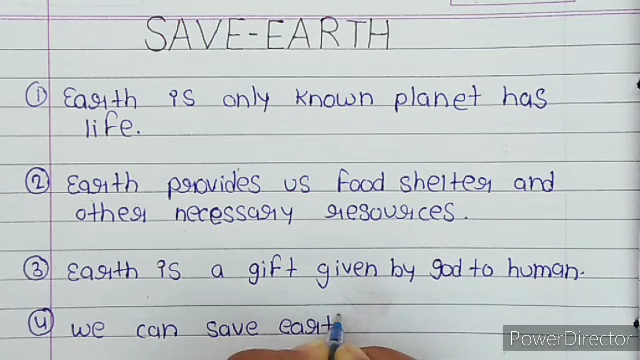 SAVE-EARTH
① Earth is only known planet has
life.
② Earth provides us food shelter and
other necessary resources.
③ Earth is a gift given by god to human.
④ we can save eart
PowerDirector